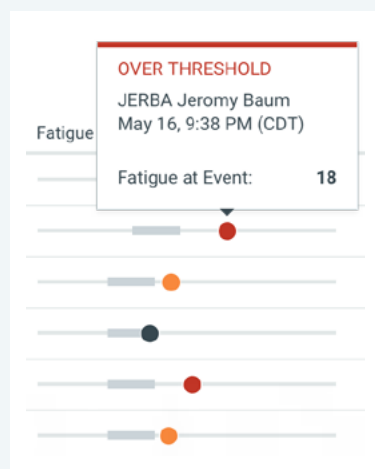 OVER THRESHOLD
JERBA Jeromy Baum
May 16, 9:38 PM (CDT)
Fatigue
Fatigue at Event: 18